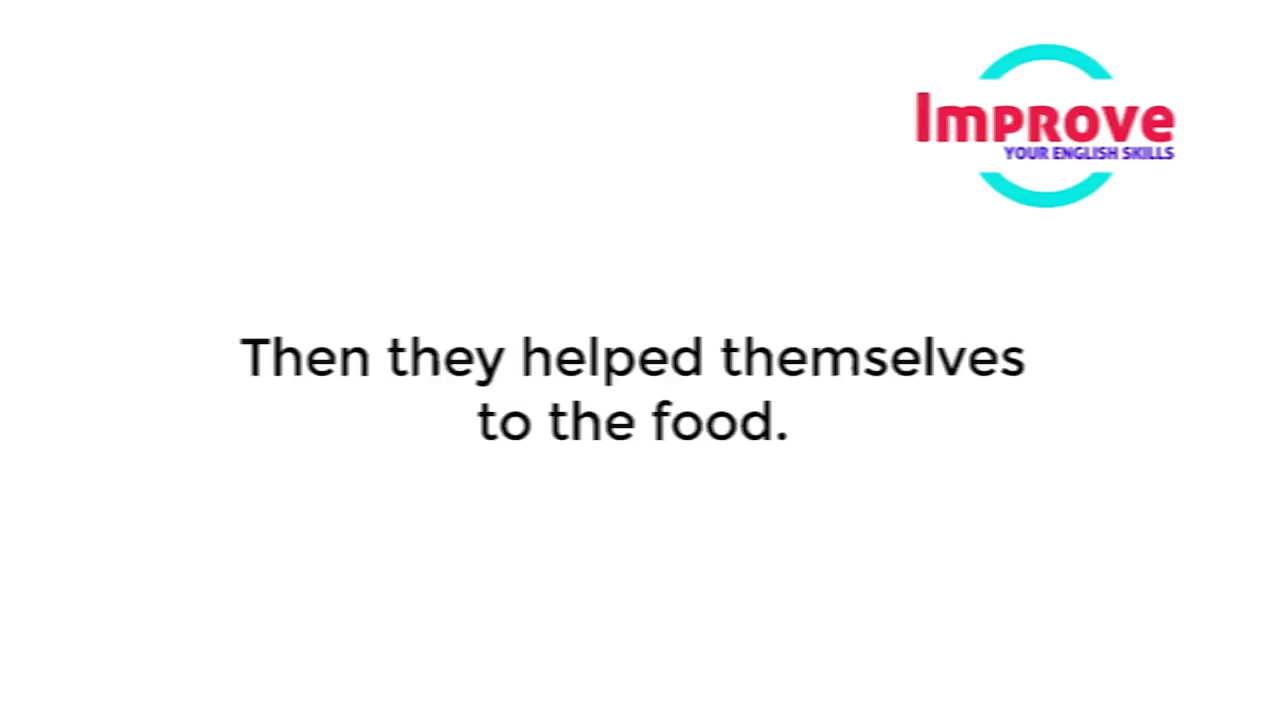 Improve
YOUR ENGLISH SKILLS
Then they helped themselves
to the food.